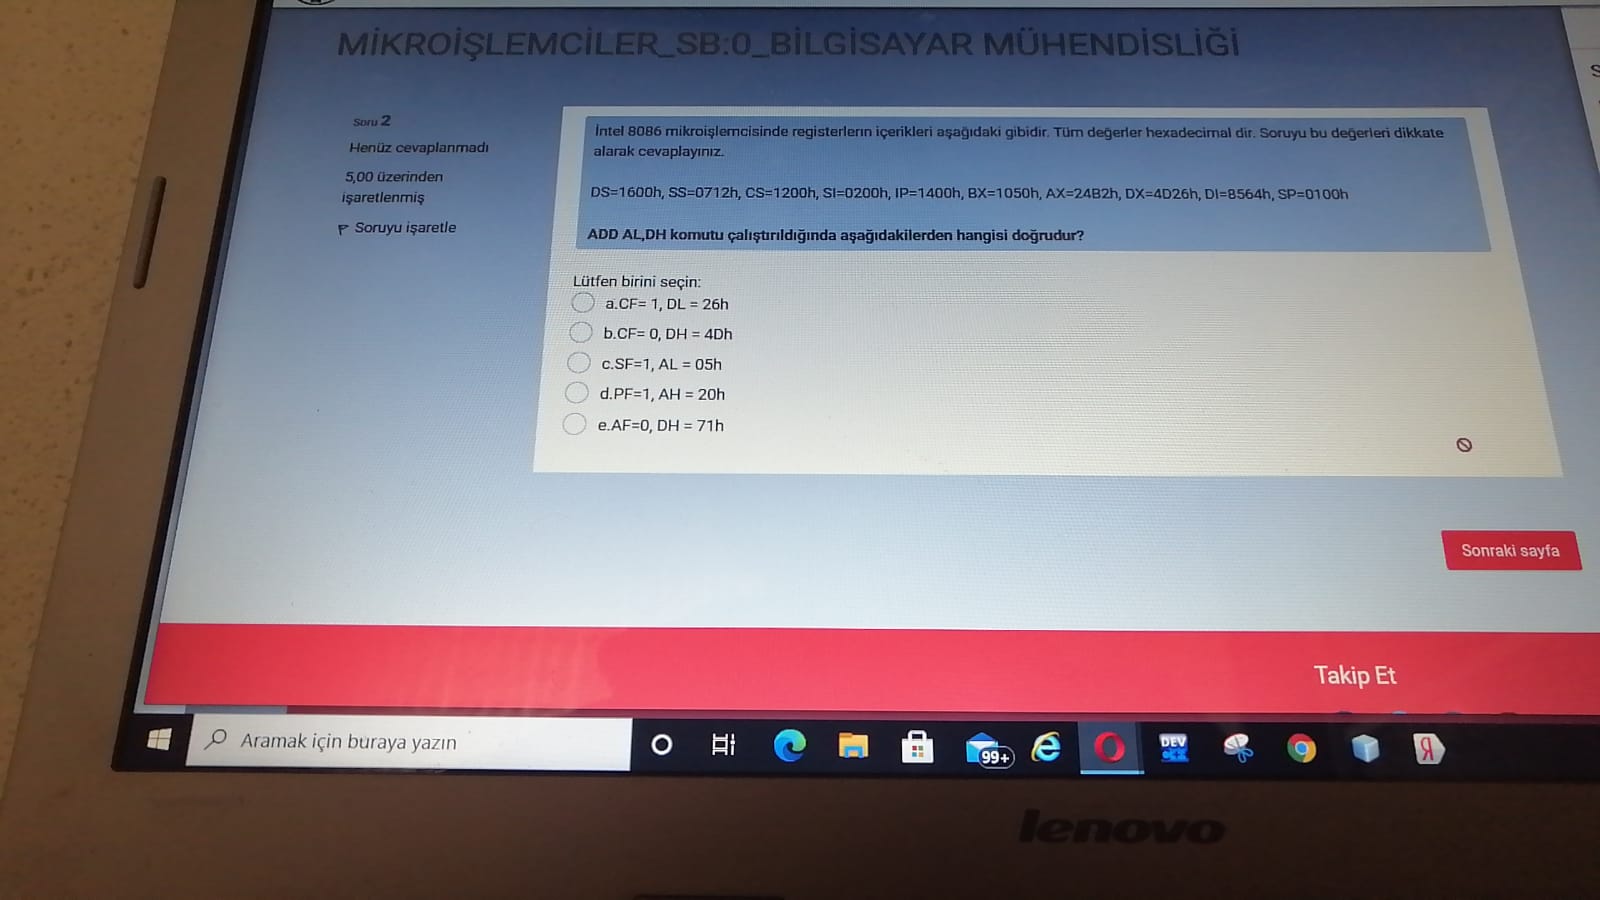 MİKROİŞLEMCİLER_SB:0_BİLGİSAYAR MÜHENDİSLİĞİ
Soru 2
Henüz cevaplanmadı
5,00 üzerinden
işaretlenmiş
Soruyu işaretle
İntel 8086 mikroişlemcisinde registerlerın içerikleri aşağıdaki gibidir. Tüm değerler hexadecimal dir. Soruyu bu değerleri dikkate
alarak cevaplayınız.
DS=1600h, SS=0712h, CS=1200h, SI=0200h, IP=1400h, BX=1050h, AX=24B2h, DX=4D26h, DI=8564h, SP=0100h
ADD AL,DH komutu çalıştırıldığında aşağıdakilerden hangisi doğrudur?
Lütfen birini seçin:
a.CF= 1, DL = 26h
b.CF= 0, DH = 4Dh
c.SF=1, AL = 05h
d.PF=1, AH = 20h
e.AF=0, DH = 71h
Sonraki sayfa
Takip Et
Aramak için buraya yazın
99+
DEV
C++
Я
lenovo